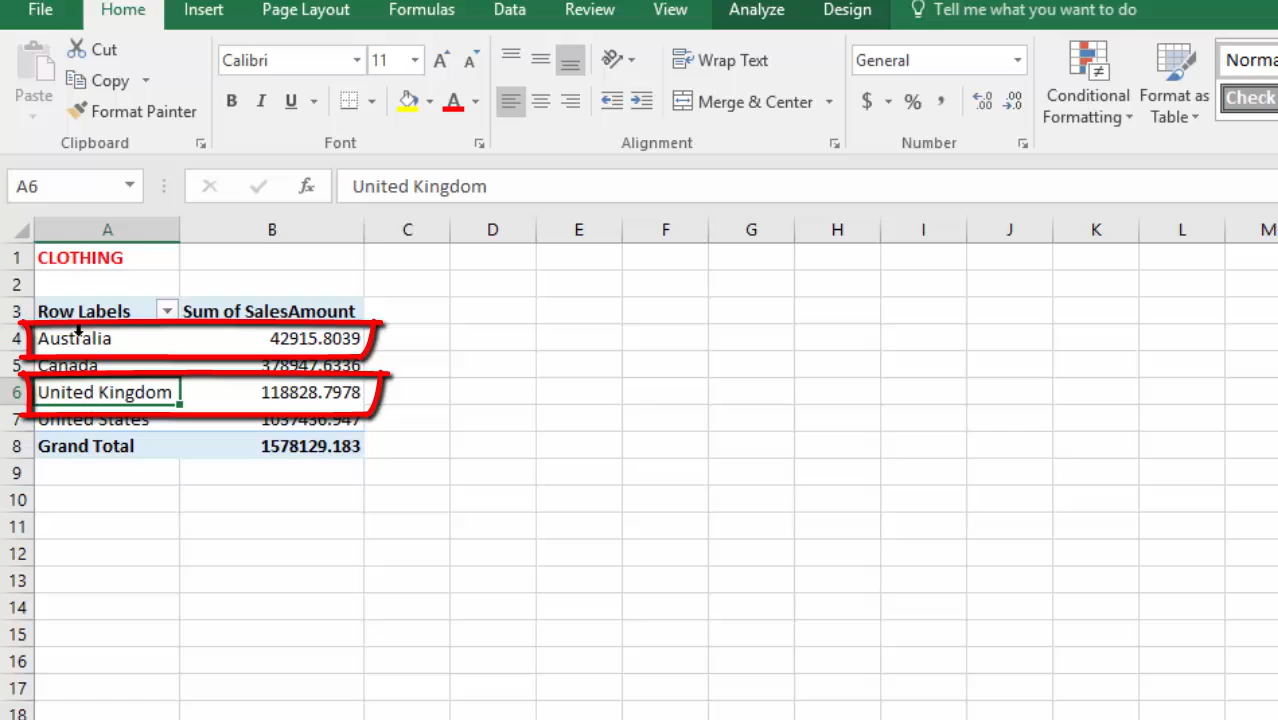 File Home Insert Page Layout Formulas Data Review View Analyze Design Tell me what you want to do
Cut
Copy
Paste
Format Painter
Clipboard
Calibri 11 A A
B I U A
Font
Wrap Text
Merge & Center
Alignment
General
$ % , .00 .0
Number
Conditional Formatting
Format as Table
Norma
Check
A6 fx United Kingdom
A B C D E F G H I J K L M
1 CLOTHING
2
3 Row Labels Sum of SalesAmount
4 Australia 42915.8039
5 Canada 378947.6336
6 United Kingdom 118828.7978
7 United States 1037436.947
8 Grand Total 1578129.183
9
10
11
12
13
14
15
16
17
18